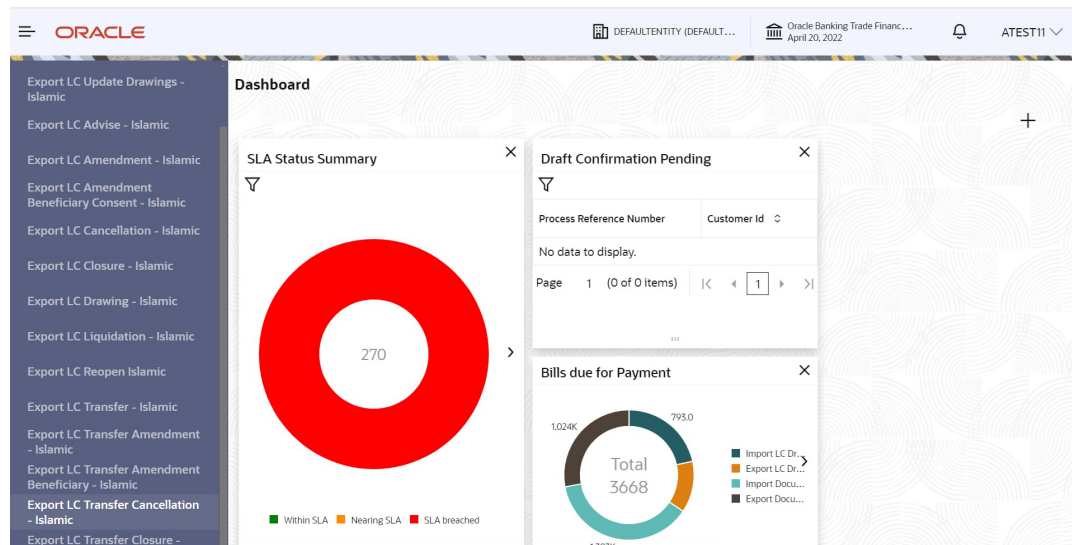 ORACLE
DEFAULTENTITY (DEFAULT...
Oracle Banking Trade Financ...
April 20, 2022
ATEST11
Export LC Update Drawings -
Islamic
Export LC Advise - Islamic
Export LC Amendment - Islamic
Export LC Amendment
Beneficiary Consent - Islamic
Export LC Cancellation - Islamic
Export LC Closure - Islamic
Export LC Drawing - Islamic
Export LC Liquidation - Islamic
Export LC Reopen Islamic
Export LC Transfer - Islamic
Export LC Transfer Amendment
- Islamic
Export LC Transfer Amendment
Beneficiary - Islamic
Export LC Transfer Cancellation
- Islamic
Export LC Transfer Closure -
Dashboard
SLA Status Summary
270
Within SLA Nearing SLA SLA breached
Draft Confirmation Pending
Process Reference Number Customer Id
No data to display.
Page 1 (0 of 0 items) 1
Bills due for Payment
1.024K
793.0
Total
3668
Import LC Dr...
Export LC Dr...
Import Docu...
Export Docu...